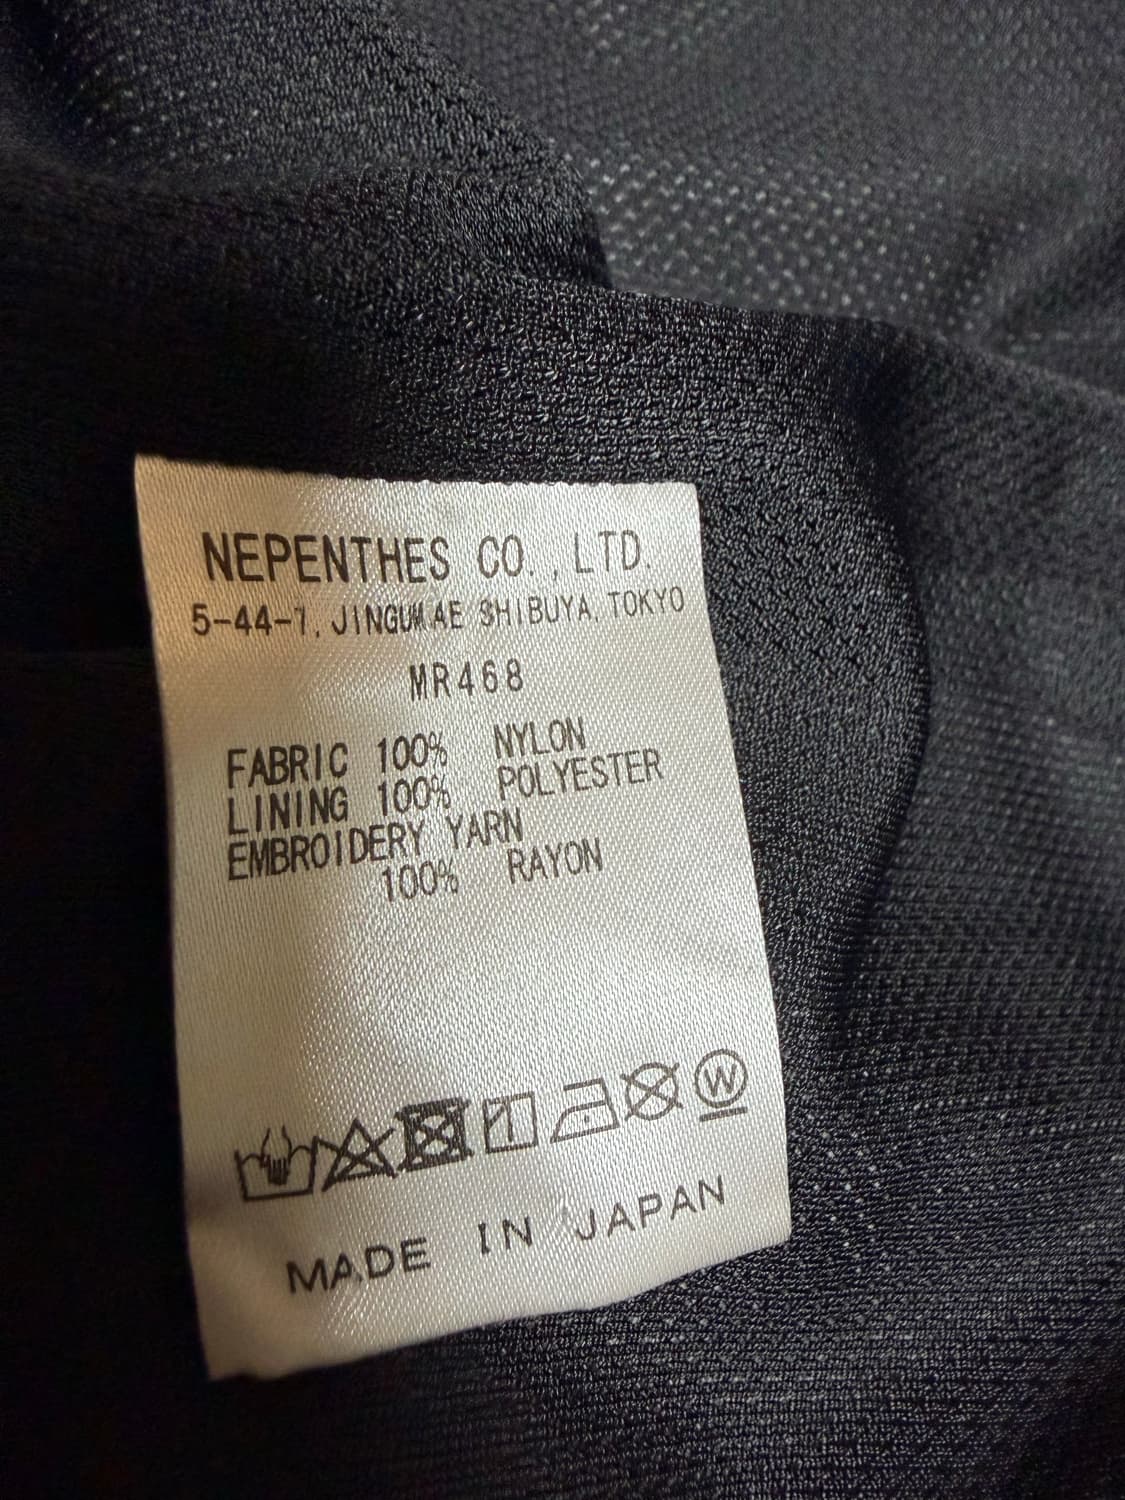 NEPENTHES CO.,LTD.
5-44-1, JINGUMAE SHIBUYA, TOKYO
MR468
FABRIC 100% NYLON
LINING 100% POLYESTER
EMBROIDERY YARN
100% RAYON
W
MADE IN JAPAN